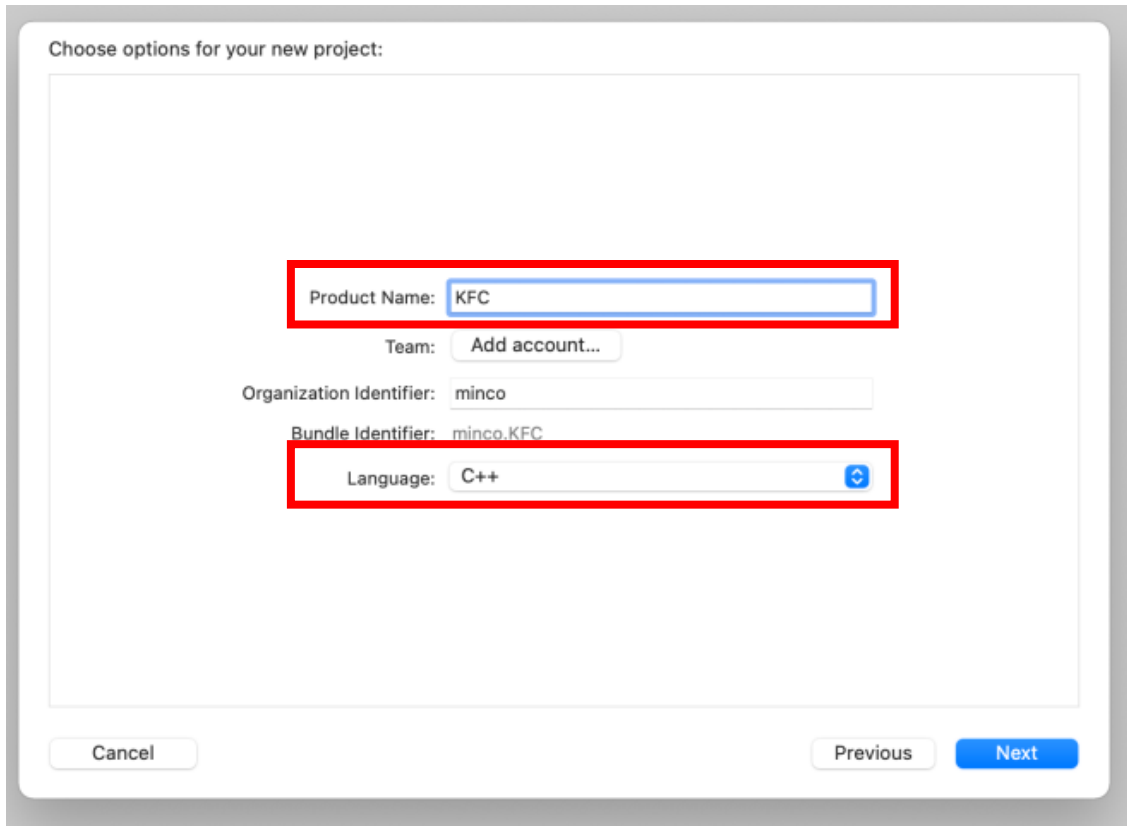 Choose options for your new project:
Product Name: KFC
Team: Add account...
Organization Identifier: minco
Bundle Identifier: minco.KFC
Language: C++
Cancel Previous Next